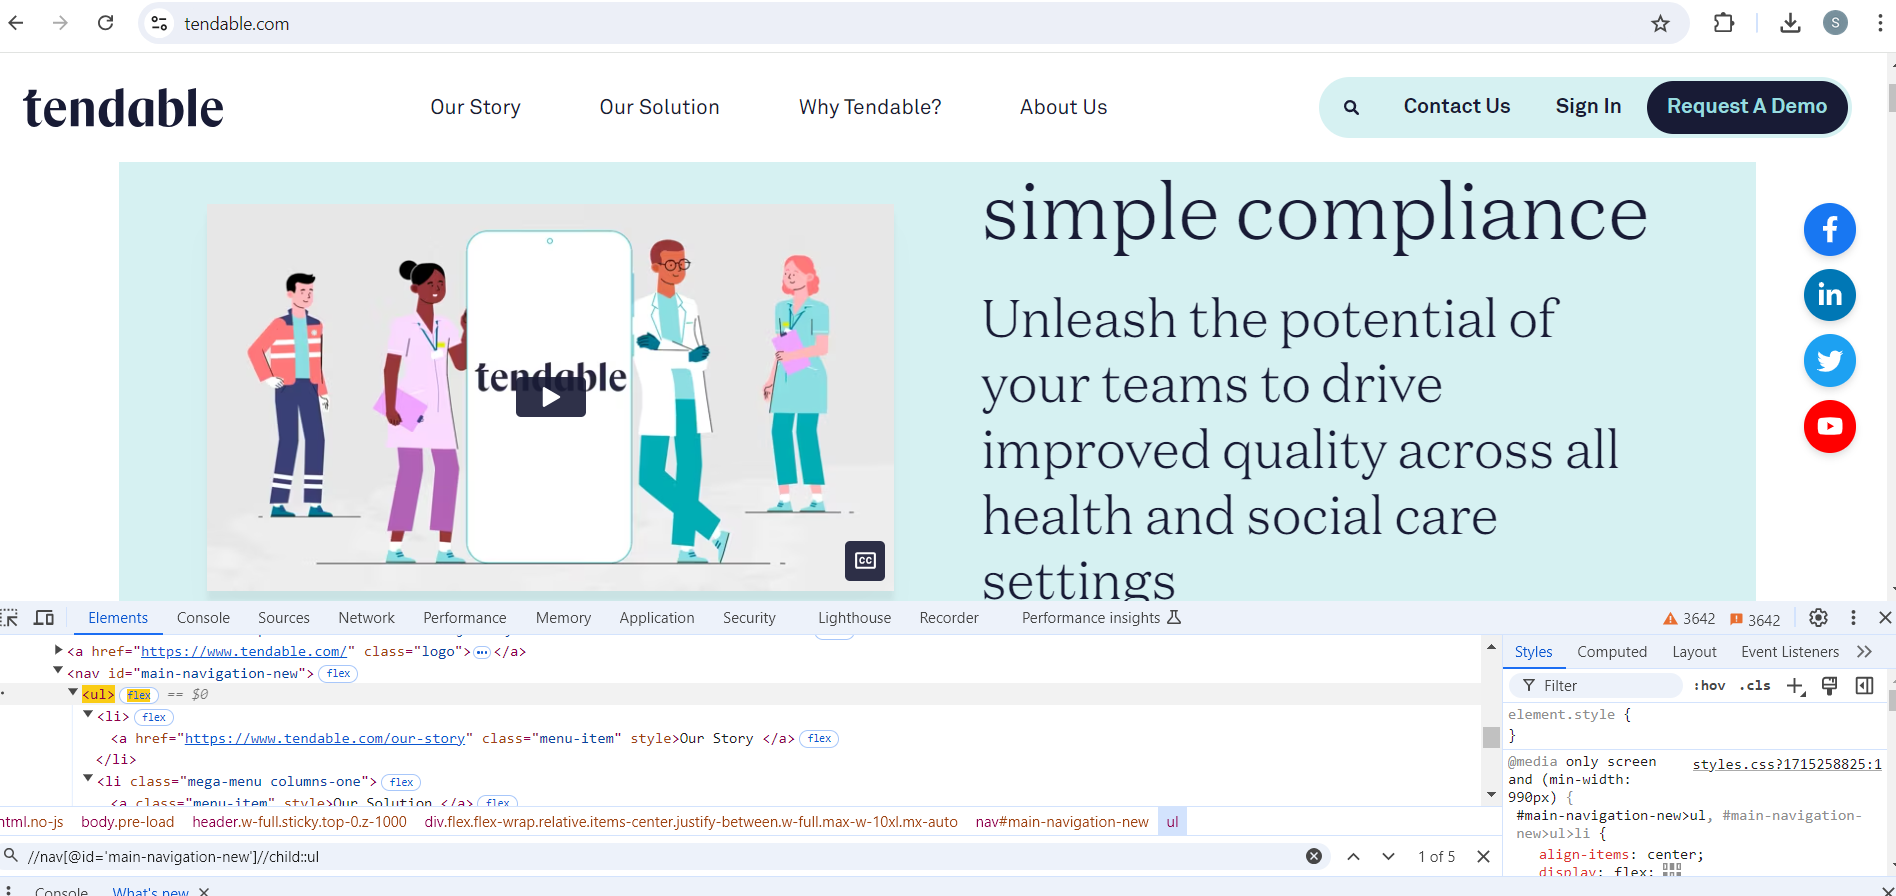 tendable.com
S
tendable
Our Story
Our Solution
Why Tendable?
About Us
Contact Us
Sign In
Request A Demo
simple compliance
Unleash the potential of
your teams to drive
improved quality across all
health and social care
settings
tendable
CC
Elements
Console
Sources
Network
Performance
Memory
Application
Security
Lighthouse
Recorder
Performance insights
3642
3642
<a href="https://www.tendable.com/" class="logo">…</a>
<nav id="main-navigation-new"> flex
<ul> flex == $0
<li> flex
<a href="https://www.tendable.com/our-story" class="menu-item" style>Our Story </a> flex
</li>
<li class="mega-menu columns-one"> flex
<a class="menu-item" style>Our Solution </a> flex
html.no-js body.pre-load header.w-full.sticky.top-0.z-1000 div.flex.flex-wrap.relative.items-center.justify-between.w-full.max-w-10xl.mx-auto nav#main-navigation-new ul
//nav[@id='main-navigation-new']//child::ul
1 of 5
Styles
Computed
Layout
Event Listeners
Filter
:hov
.cls
element.style {
}
@media only screen
and (min-width:
990px) {
styles.css?1715258825:1
#main-navigation-new>ul, #main-navigation-
new>ul>li {
align-items: center;
display: flex;
Console
What's new